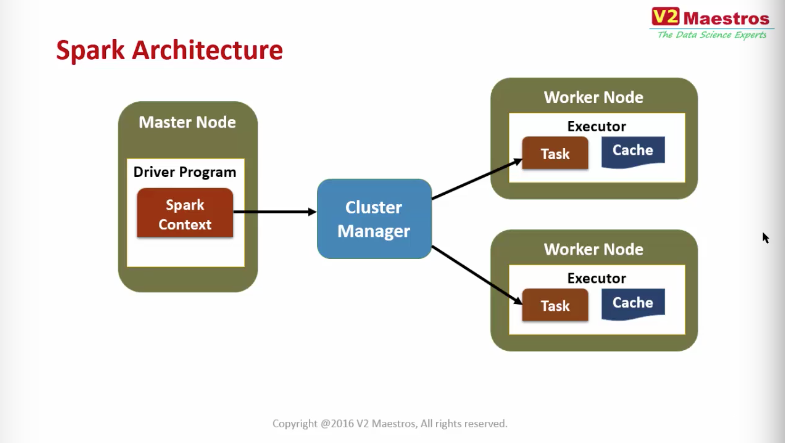 V2 Maestros
The Data Science Experts
Spark Architecture
Master Node
Driver Program
Spark
Context
Cluster
Manager
Worker Node
Executor
Task
Cache
Worker Node
Executor
Task
Cache
Copyright @2016 V2 Maestros, All rights reserved.